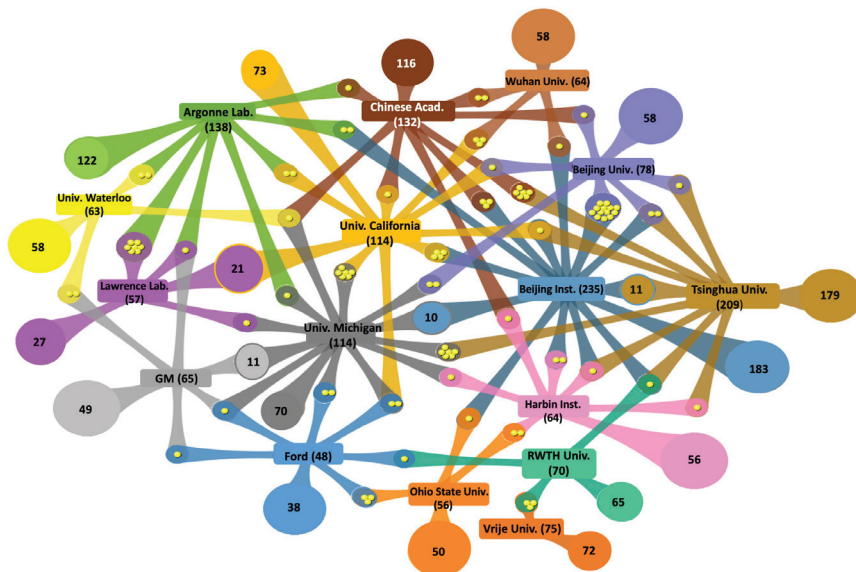 58
116
73
Wuhan Univ. (64)
Argonne Lab.
(138)
Chinese Acad.
(132)
58
122
Beijing Univ. (78)
Univ. Waterloo
(63)
Univ. California
(114)
58
21
Lawrence Lab.
(57)
Beijing Inst. (235)
11
Tsinghua Univ.
(209)
179
10
Univ. Michigan
(114)
27
11
183
GM (65)
49
70
Harbin Inst.
(64)
Ford (48)
RWTH Univ.
(70)
56
Ohio State Univ.
(56)
38
65
Vrije Univ. (75)
50
72